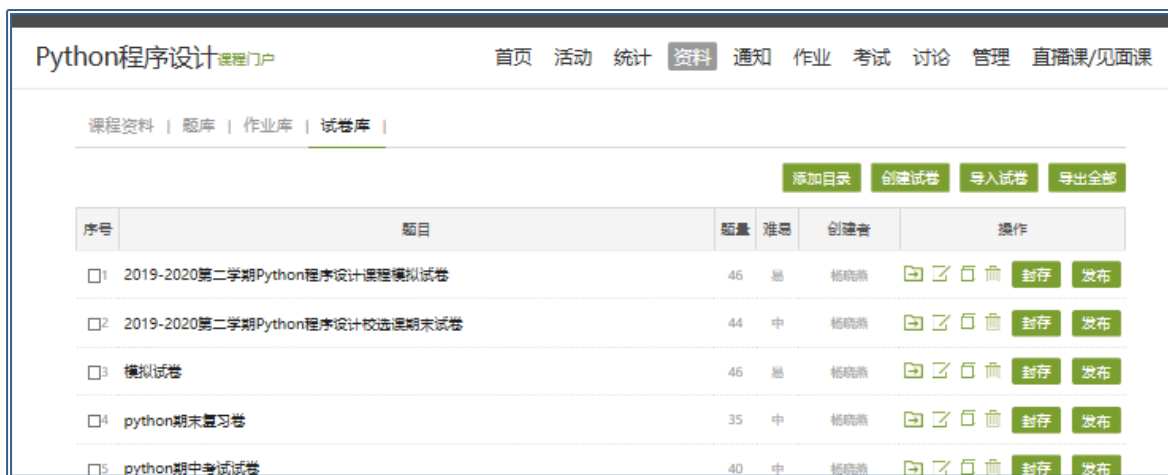 Python程序设计课程门户 首页 活动 统计 资料 通知 作业 考试 讨论 管理 直播课/见面课
课程资料 | 题库 | 作业库 | 试卷库 |
添加目录 创建试卷 导入试卷 导出全部
序号 题目 题量 难易 创建者 操作
1 2019-2020第二学期Python程序设计课程模拟试卷 46 易 杨晓燕 封存 发布
2 2019-2020第二学期Python程序设计校选课期末试卷 44 中 杨晓燕 封存 发布
3 模拟试卷 46 易 杨晓燕 封存 发布
4 python期末复习卷 35 中 杨晓燕 封存 发布
5 python期中考试试卷 40 中 杨晓燕 封存 发布